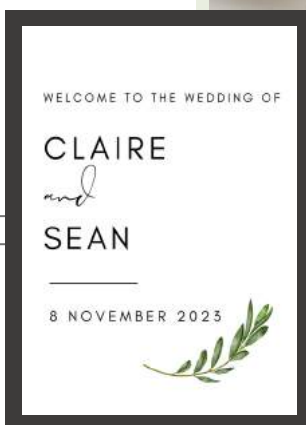 WELCOME TO THE WEDDING OF
CLAIRE
and
SEAN
8 NOVEMBER 2023